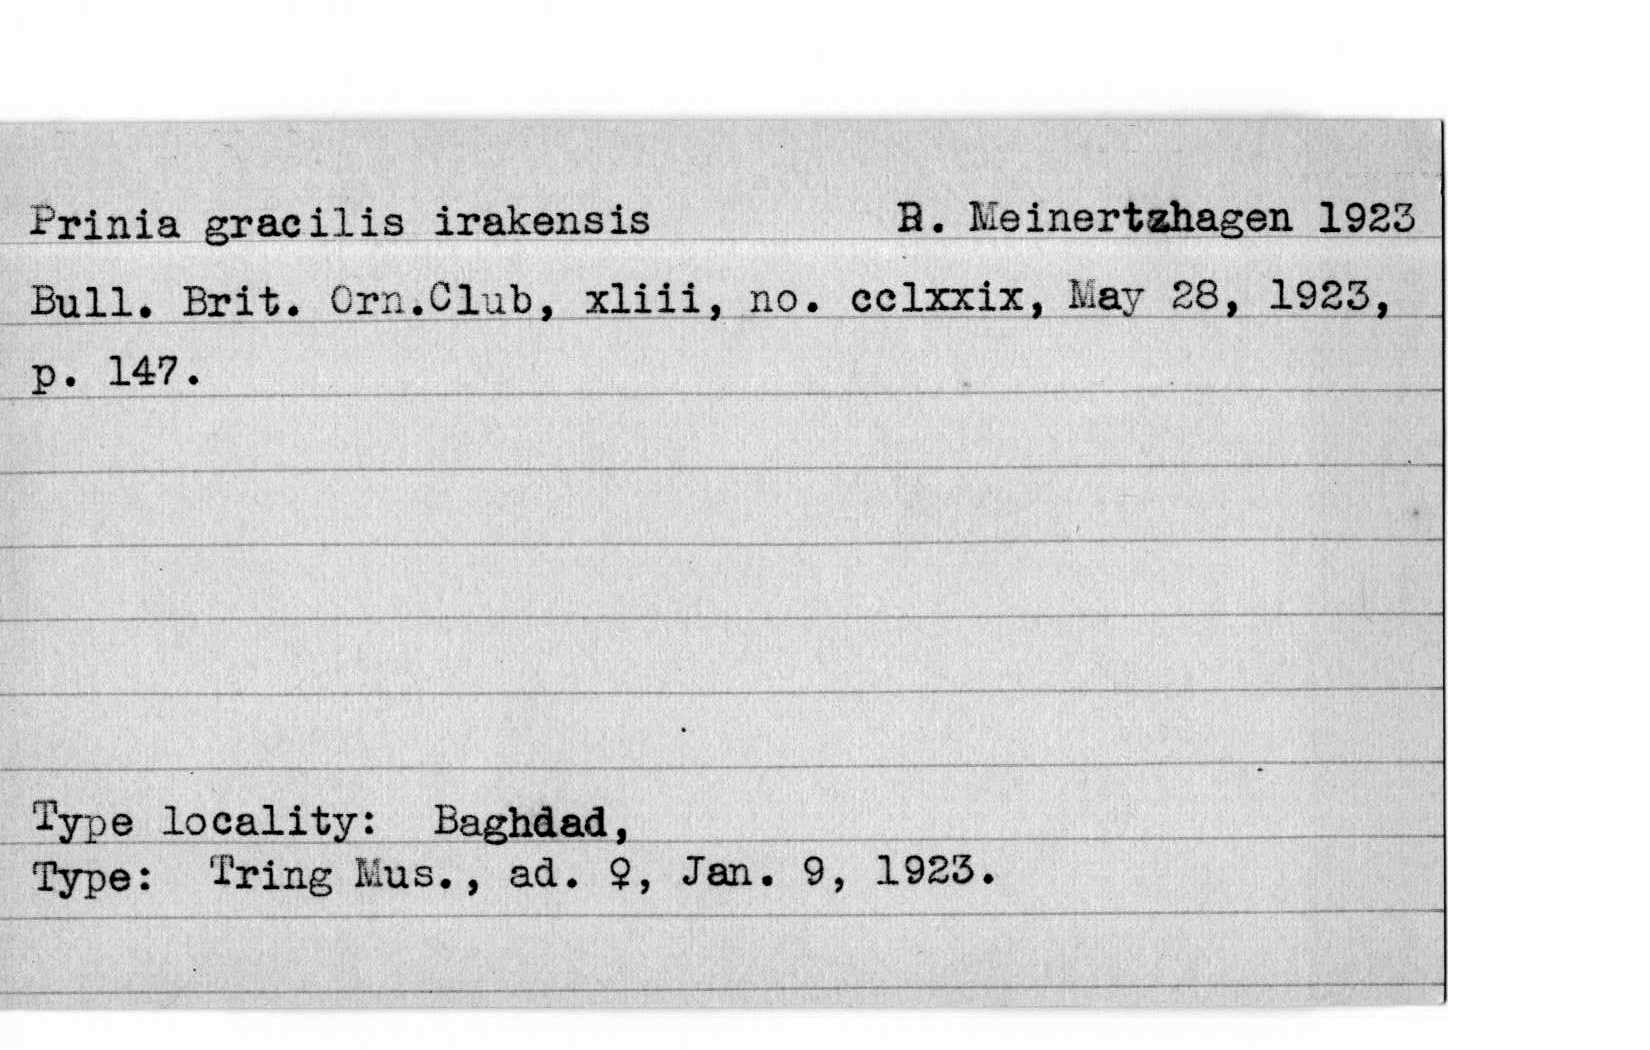 Prinia gracilis irakensis R. Meinertzhagen 1923
Bull. Brit. Orn.Club, xliii, no. cclxxix, May 28, 1923,
p. 147.
Type locality: Baghdad,
Type: Tring Mus., ad. ♀, Jan. 9, 1923.